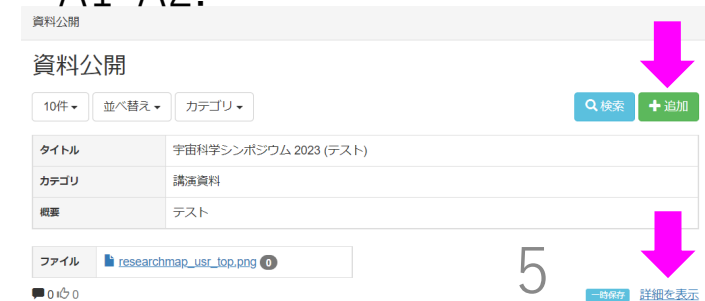 A1 A2.
資料公開
資料公開
10件 並べ替え カテゴリ 検索 追加
タイトル 宇宙科学シンポジウム 2023 (テスト)
カテゴリ 講演資料
概要 テスト
ファイル researchmap_usr_top.png 0
0 0 5 一時保存 詳細を表示